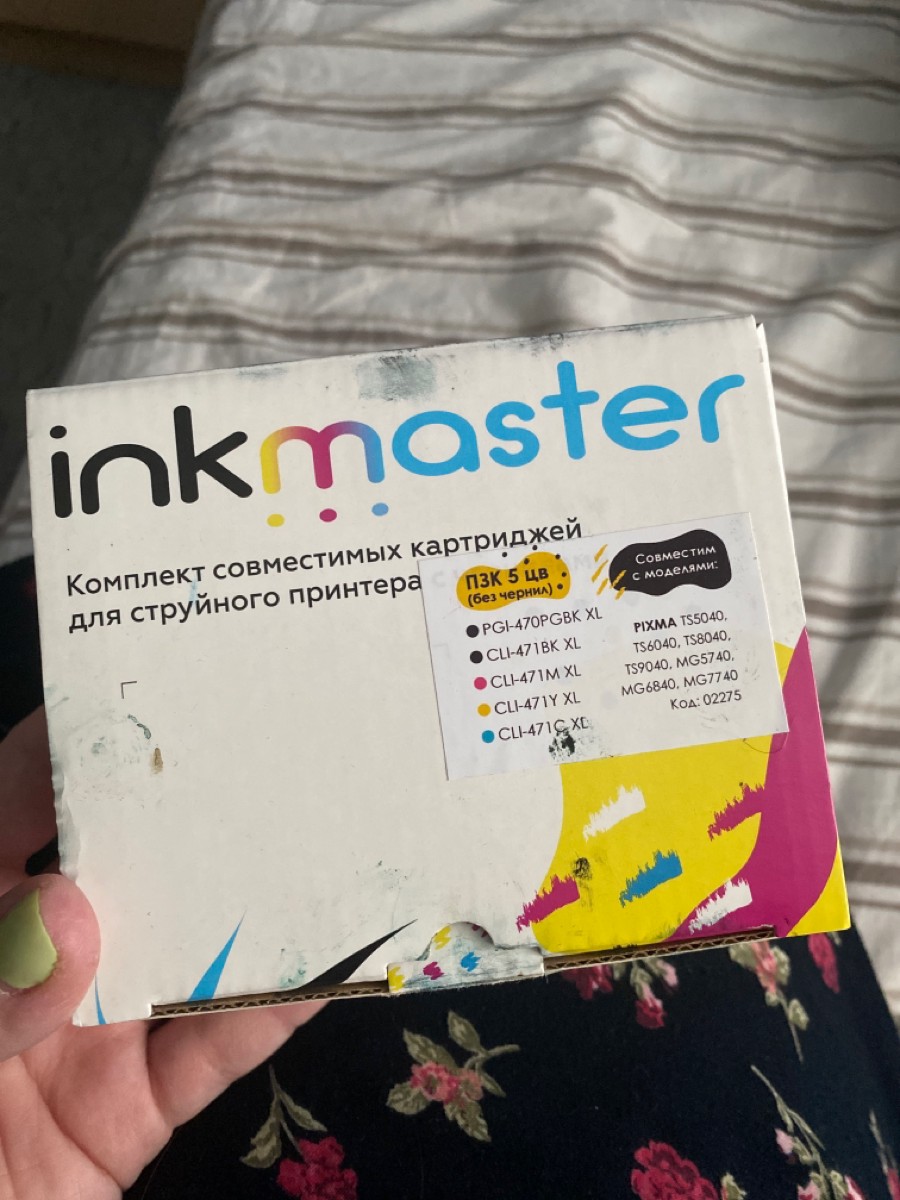 inkmaster
Комплект совместимых картриджей
для струйного принтера с
ПЗК 5 цв
(без чернил)
PGI-470PGBK XL
CLI-471BK XL
CLI-471M XL
CLI-471Y XL
CLI-471C XL
Совместим
с моделями:
PIXMA TS5040,
TS6040, TS8040,
TS9040, MG5740,
MG6840, MG7740
Код: 02275